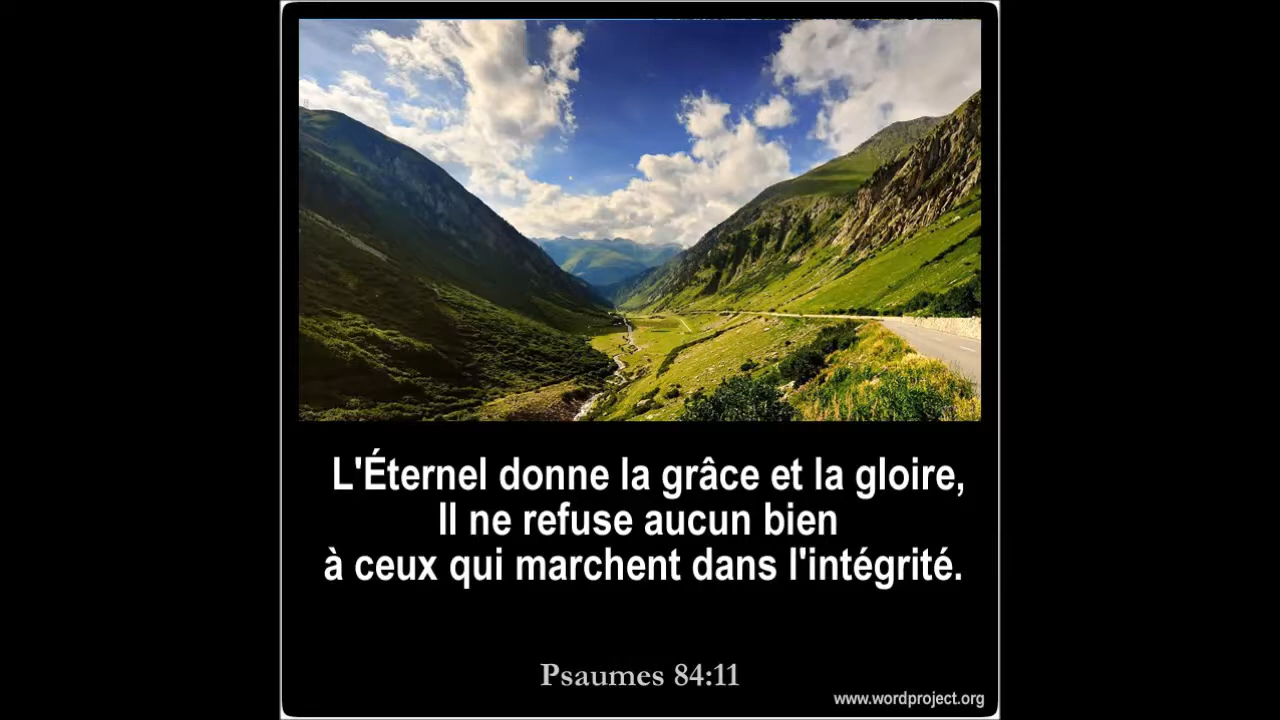 L'Éternel donne la grâce et la gloire,
Il ne refuse aucun bien
à ceux qui marchent dans l'intégrité.
Psaumes 84:11
www.wordproject.org